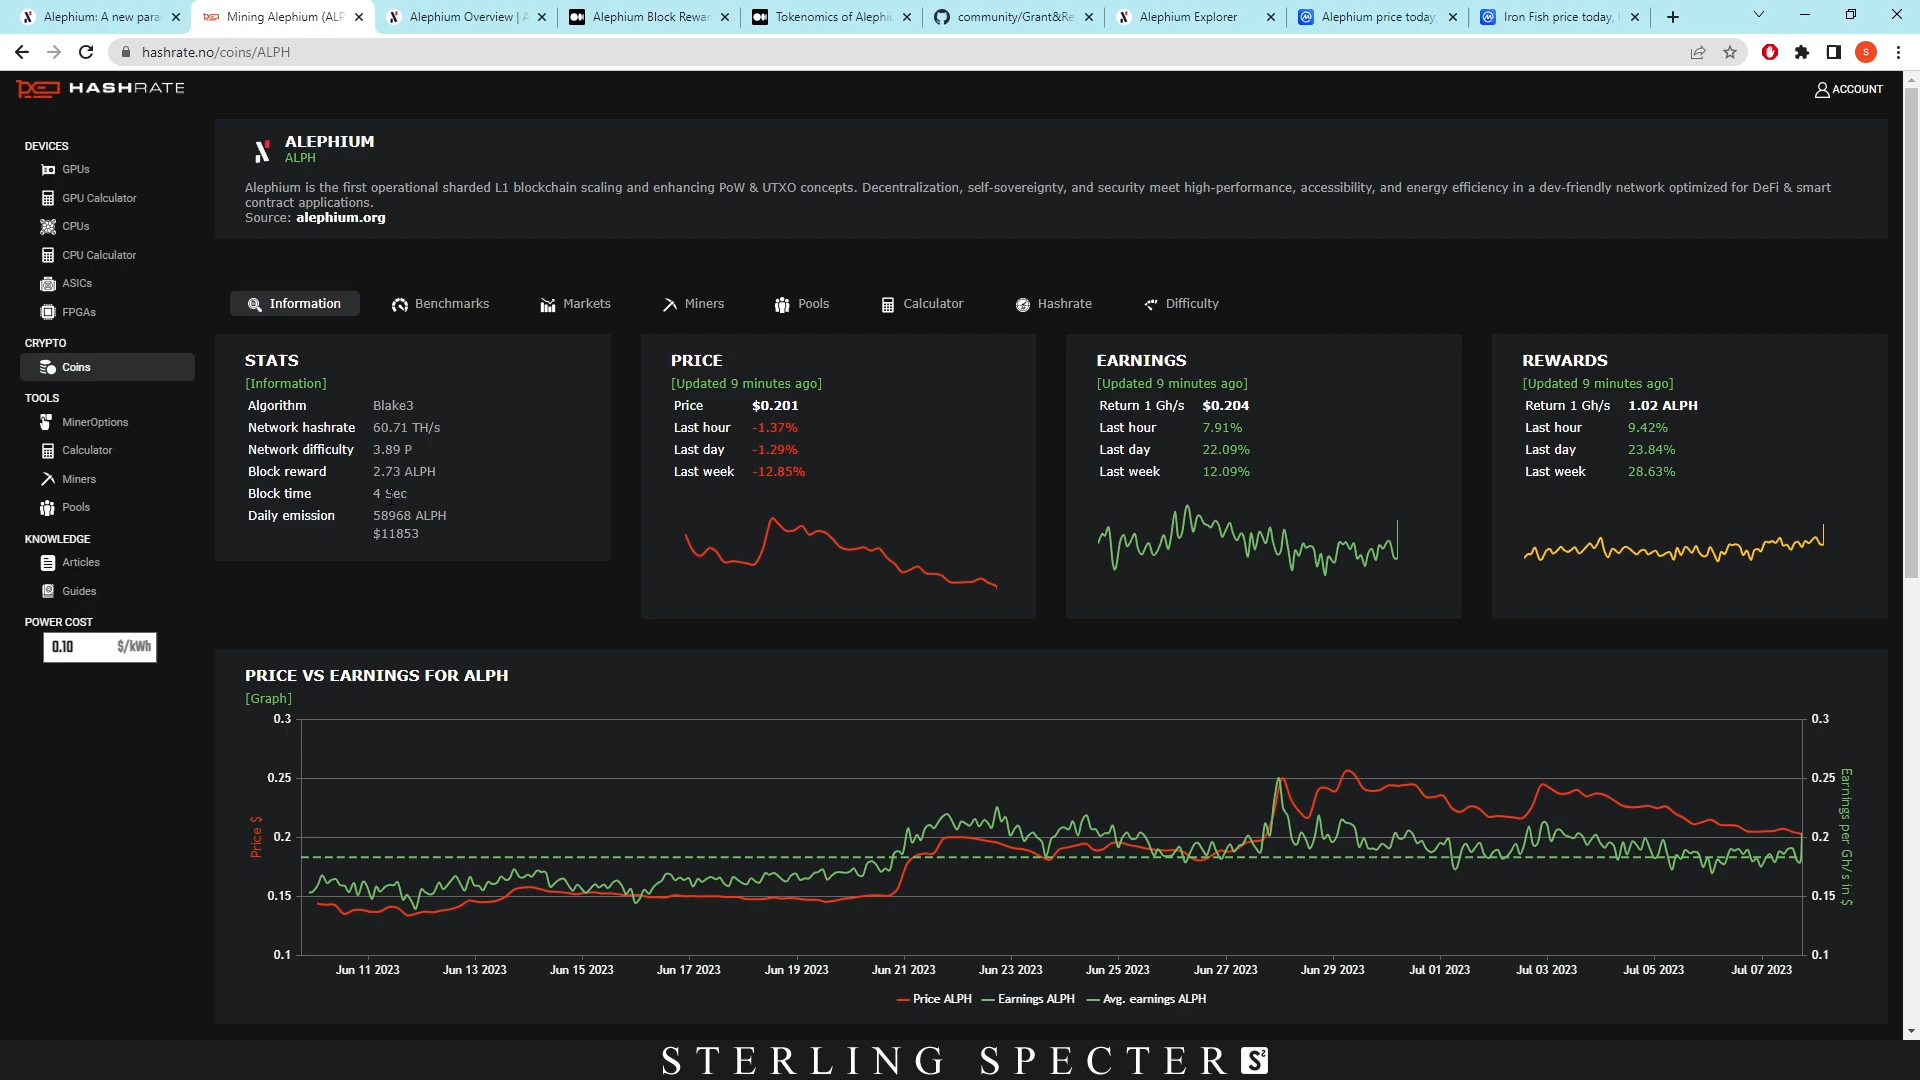 Alephium: A new para
Mining Alephium (ALP
Alephium Overview | A
Alephium Block Rewar
Tokenomics of Alephiu
community/Grant&Re
Alephium Explorer
Alephium price today,
Iron Fish price today,
hashrate.no/coins/ALPH
S
HASHRATE
ACCOUNT
DEVICES
GPUs
GPU Calculator
CPUs
CPU Calculator
ASICs
FPGAs
CRYPTO
Coins
TOOLS
MinerOptions
Calculator
Miners
Pools
KNOWLEDGE
Articles
Guides
POWER COST
0.10 $/kWh
ALEPHIUM
ALPH
Alephium is the first operational sharded L1 blockchain scaling and enhancing PoW & UTXO concepts. Decentralization, self-sovereignty, and security meet high-performance, accessibility, and energy efficiency in a dev-friendly network optimized for DeFi & smart
contract applications.
Source: alephium.org
Information
Benchmarks
Markets
Miners
Pools
Calculator
Hashrate
Difficulty
STATS
[Information]
Algorithm Blake3
Network hashrate 60.71 TH/s
Network difficulty 3.89 P
Block reward 2.73 ALPH
Block time 4 Sec
Daily emission 58968 ALPH
$11853
PRICE
[Updated 9 minutes ago]
Price $0.201
Last hour -1.37%
Last day -1.29%
Last week -12.85%
EARNINGS
[Updated 9 minutes ago]
Return 1 Gh/s $0.204
Last hour 7.91%
Last day 22.09%
Last week 12.09%
REWARDS
[Updated 9 minutes ago]
Return 1 Gh/s 1.02 ALPH
Last hour 9.42%
Last day 23.84%
Last week 28.63%
PRICE VS EARNINGS FOR ALPH
[Graph]
0.3
0.25
0.2
0.15
0.1
Price $
0.3
0.25
0.2
0.15
0.1
Earnings per Gh/s in $
Jun 11 2023
Jun 13 2023
Jun 15 2023
Jun 17 2023
Jun 19 2023
Jun 21 2023
Jun 23 2023
Jun 25 2023
Jun 27 2023
Jun 29 2023
Jul 01 2023
Jul 03 2023
Jul 05 2023
Jul 07 2023
Price ALPH
Earnings ALPH
Avg. earnings ALPH
STERLING SPECTER S²